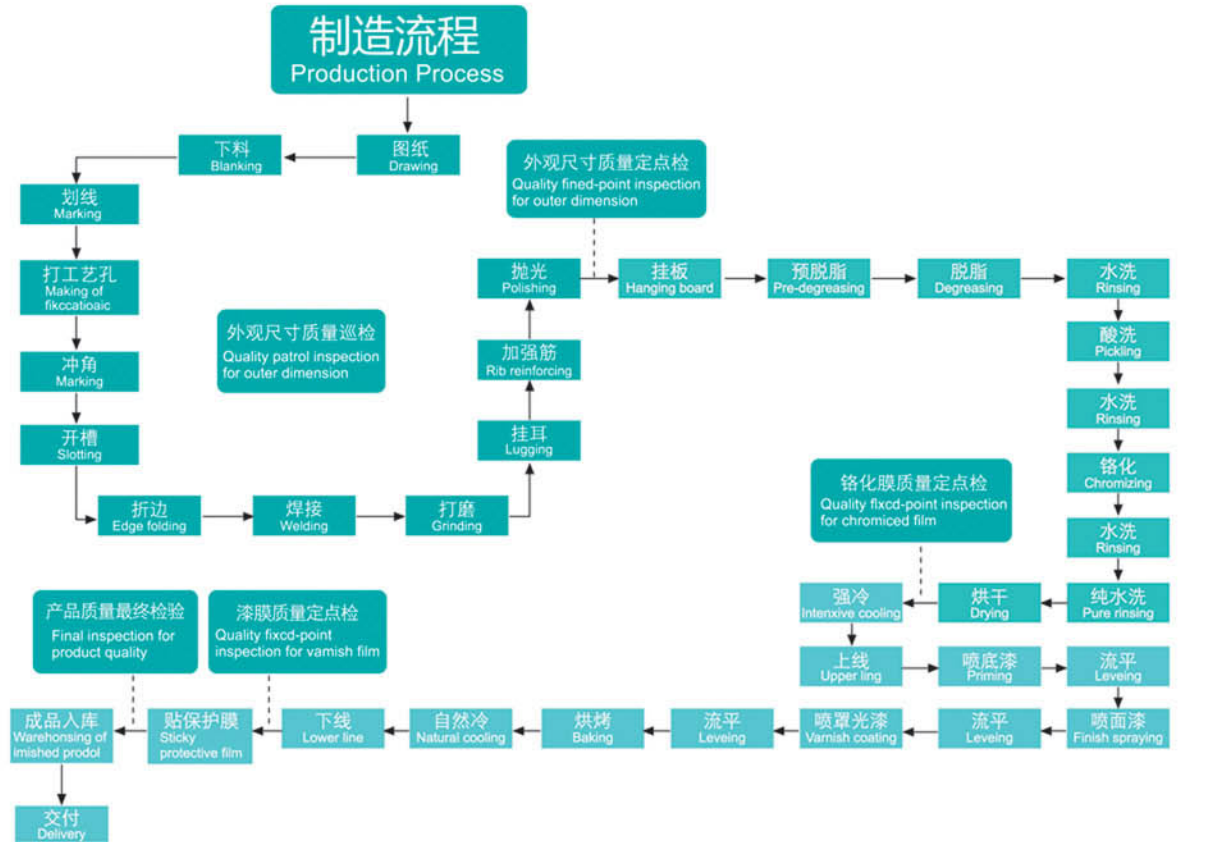 制造流程
Production Process
图纸
Drawing
下料
Blanking
划线
Marking
打工艺孔
Making of
fikccatioaic
冲角
Marking
开槽
Slotting
折边
Edge folding
焊接
Welding
打磨
Grinding
挂耳
Lugging
加强筋
Rib reinforcing
抛光
Polishing
外观尺寸质量巡检
Quality patrol inspection
for outer dimension
外观尺寸质量定点检
Quality fined-point inspection
for outer dimension
挂板
Hanging board
预脱脂
Pre-degreasing
脱脂
Degreasing
水洗
Rinsing
酸洗
Pickling
水洗
Rinsing
铬化
Chromizing
水洗
Rinsing
纯水洗
Pure rinsing
烘干
Drying
铬化膜质量定点检
Quality fixcd-point inspection
for chromiced film
强冷
Intenxive cooling
上线
Upper ling
喷底漆
Priming
流平
Leveing
喷面漆
Finish spraying
流平
Leveing
喷罩光漆
Varnish coating
流平
Leveing
烘烤
Baking
自然冷
Natural cooling
下线
Lower line
漆膜质量定点检
Quality fixcd-point
inspection for vamish film
贴保护膜
Sticky
protective film
产品质量最终检验
Final inspection for
product quality
成品入库
Warehonsing of
imished prodol
交付
Delivery